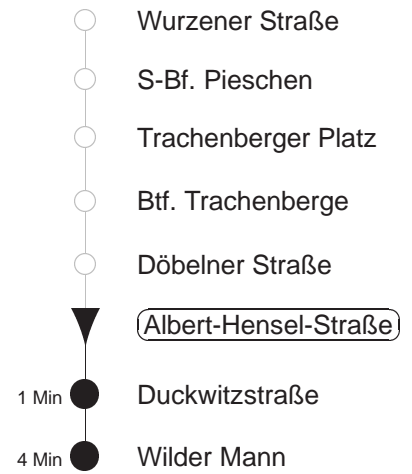 Wurzener Straße
S-Bf. Pieschen
Trachenberger Platz
Btf. Trachenberge
Döbelner Straße
Albert-Hensel-Straße
1 Min Duckwitzstraße
4 Min Wilder Mann